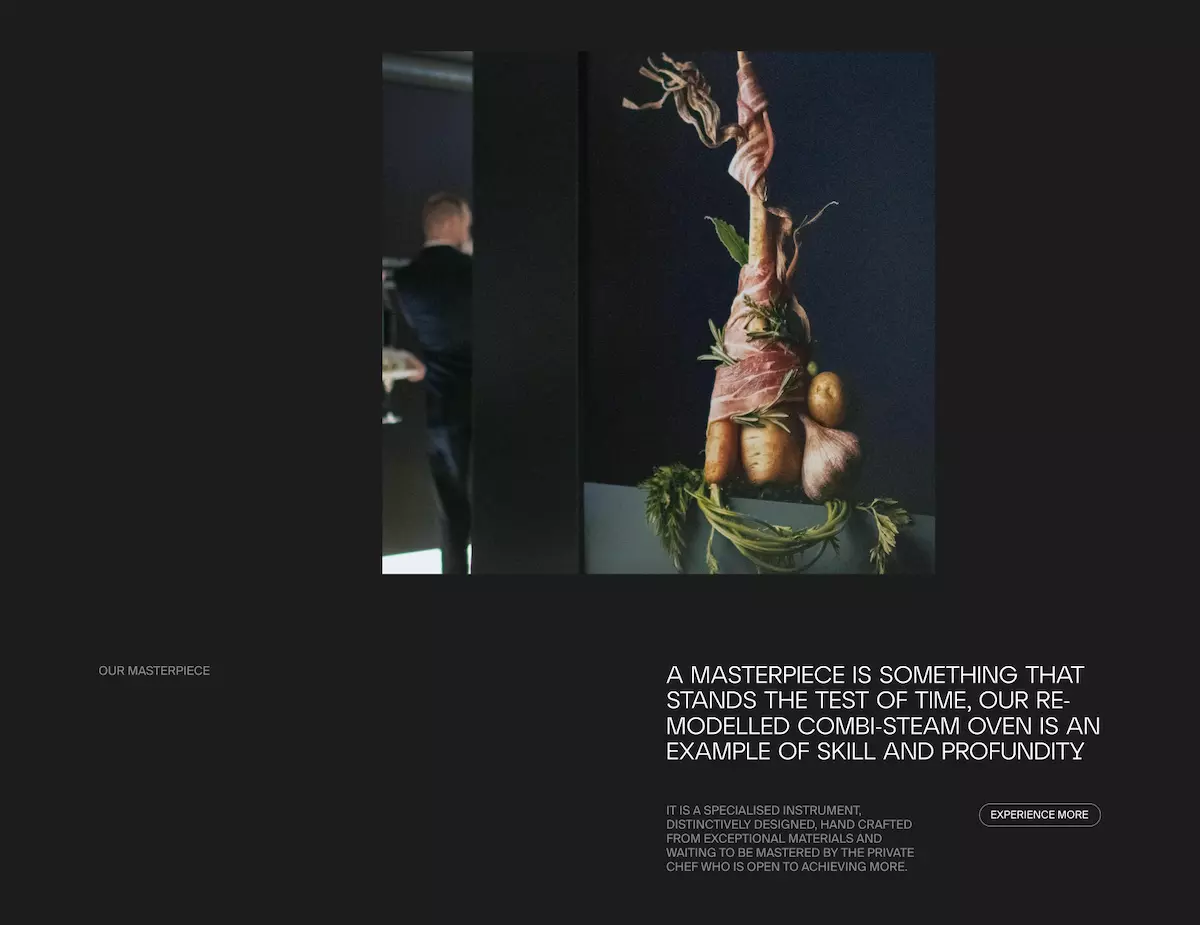 OUR MASTERPIECE
A MASTERPIECE IS SOMETHING THAT
STANDS THE TEST OF TIME, OUR RE-
MODELLED COMBI-STEAM OVEN IS AN
EXAMPLE OF SKILL AND PROFUNDITY
IT IS A SPECIALISED INSTRUMENT,
DISTINCTIVELY DESIGNED, HAND CRAFTED
FROM EXCEPTIONAL MATERIALS AND
WAITING TO BE MASTERED BY THE PRIVATE
CHEF WHO IS OPEN TO ACHIEVING MORE.
EXPERIENCE MORE